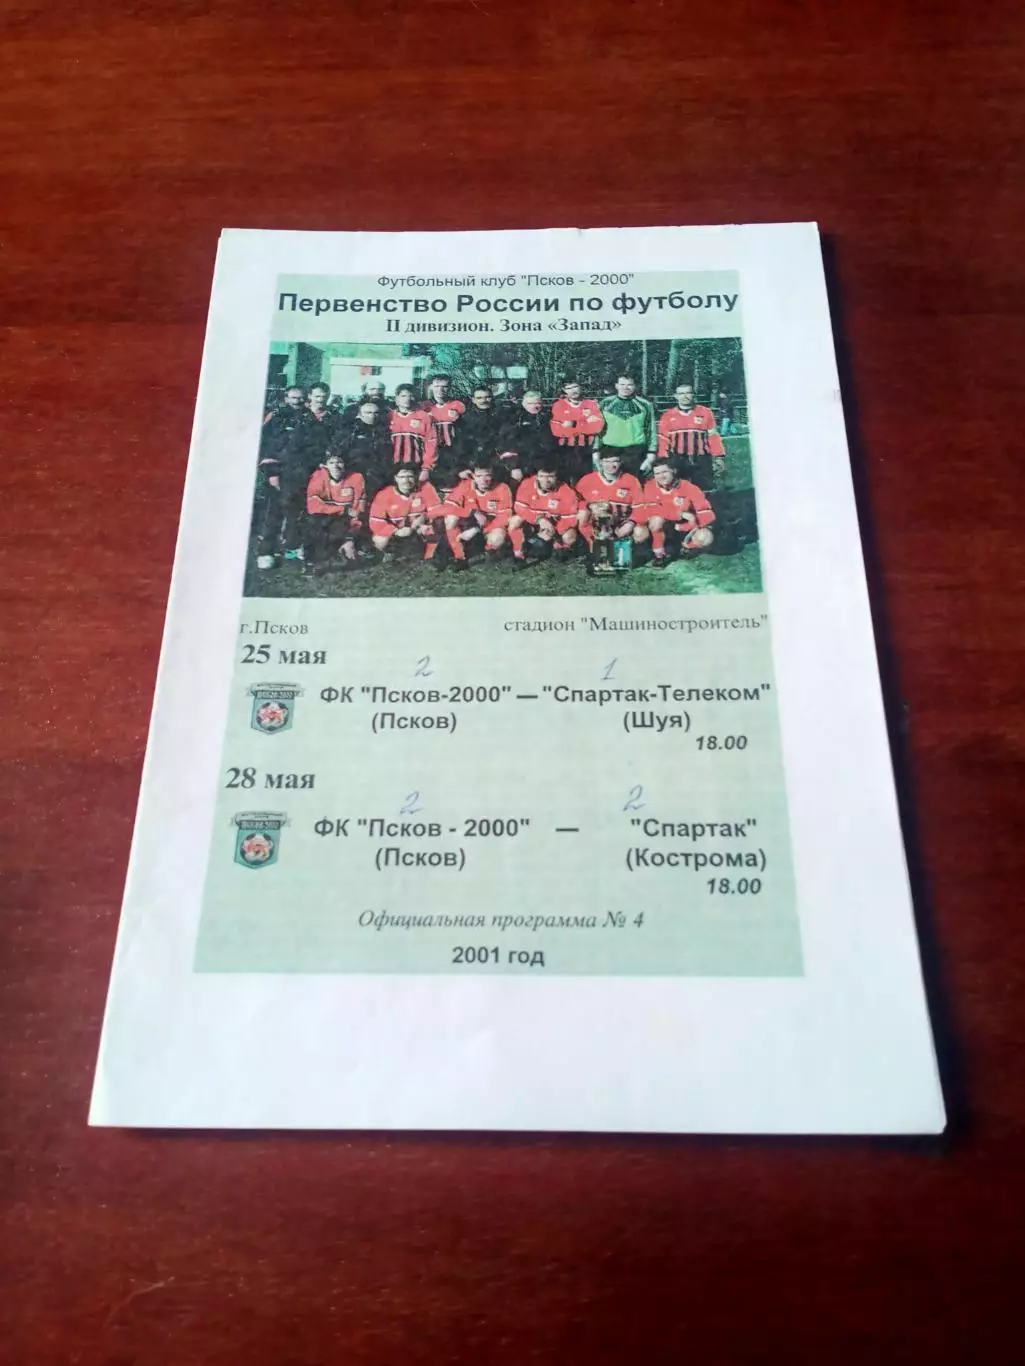 Футбольный клуб "Псков - 2000"
Первенство России по футболу
II дивизион. Зона «Запад»
г.Псков стадион "Машиностроитель"
25 мая
2 1
ФК "Псков-2000" — "Спартак-Телеком"
(Псков) (Шуя)
18.00
28 мая
2 2
ФК "Псков - 2000" — "Спартак"
(Псков) (Кострома)
18.00
Официальная программа № 4
2001 год